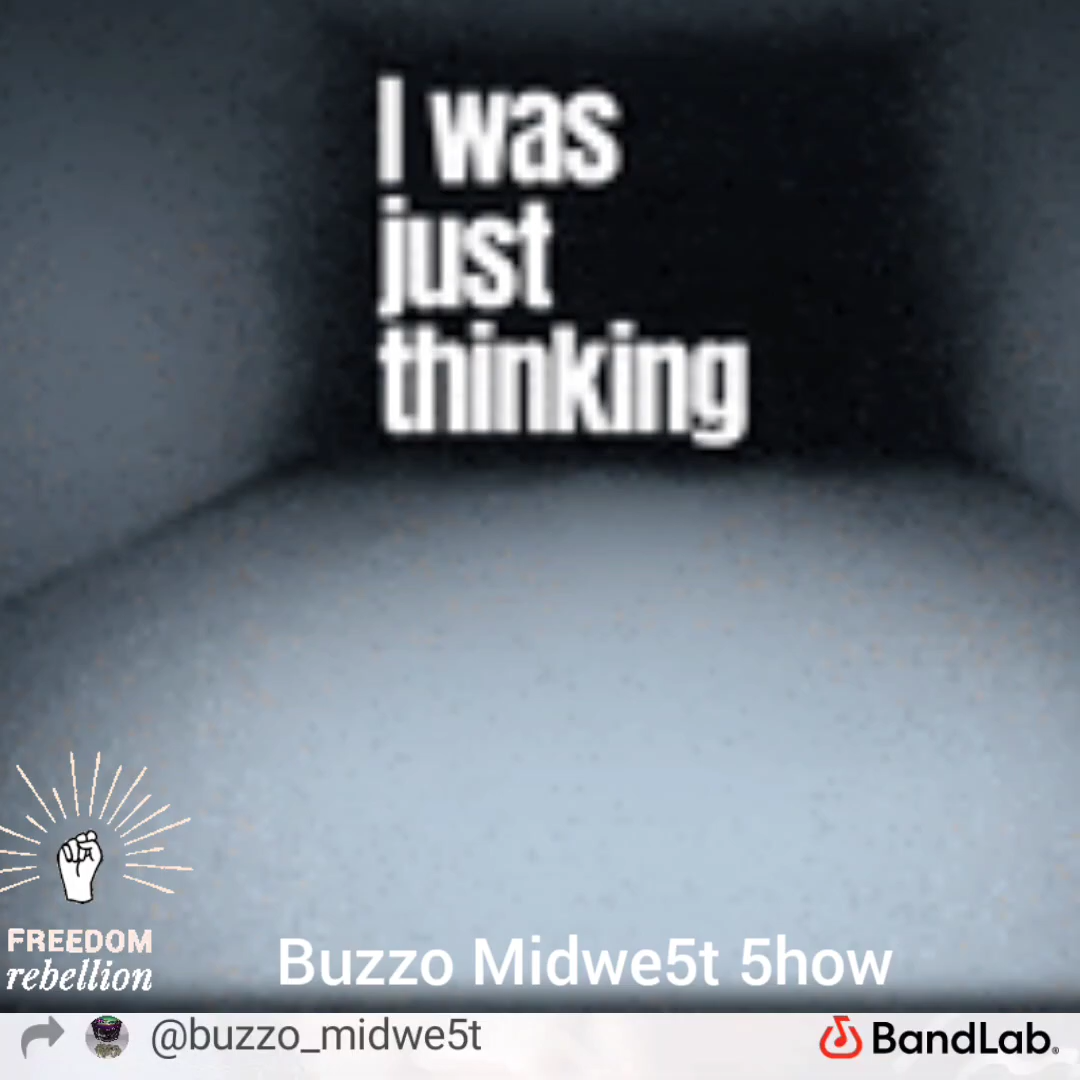 I was
just
thinking
FREEDOM
rebellion
Buzzo Midwe5t 5how
@buzzo_midwe5t
BandLab®